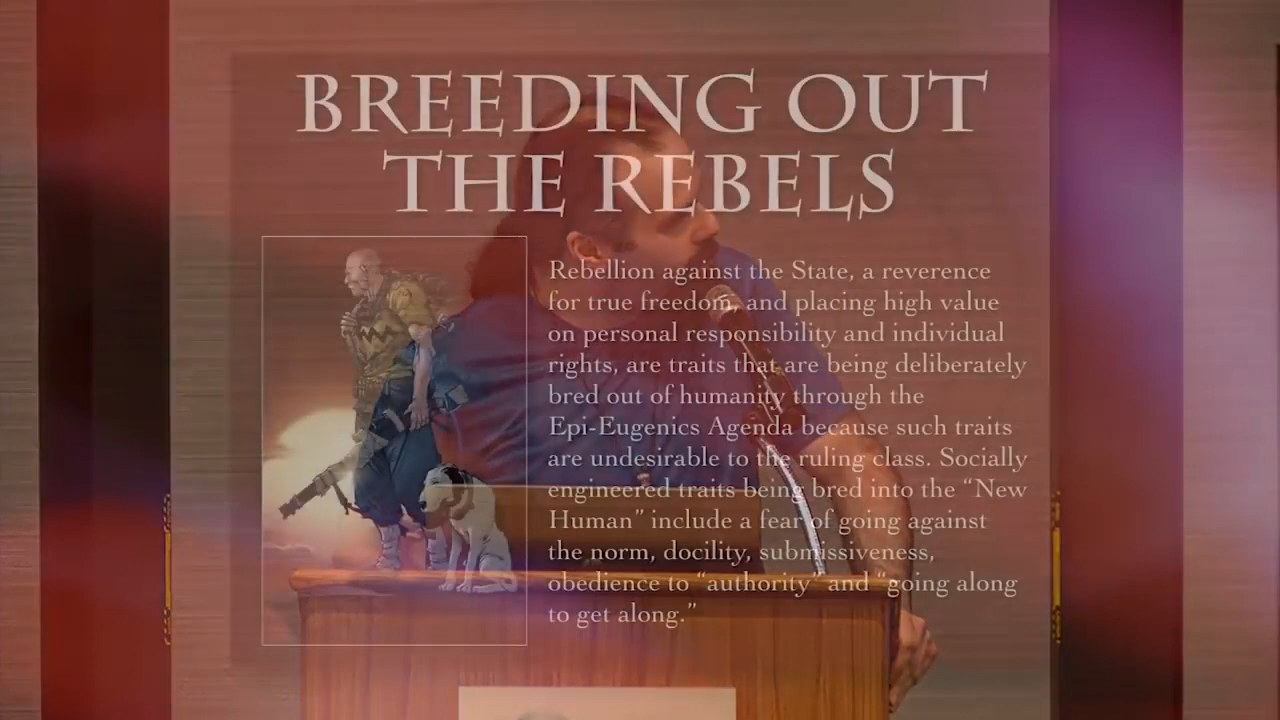 BREEDING OUT
THE REBELS
Rebellion against the State, a reverence
for true freedom, and placing high value
on personal responsibility and individual
rights, are traits that are being deliberately
bred out of humanity through the
Epi-Eugenics Agenda because such traits
are undesirable to the ruling class. Socially
engineered traits being bred into the “New
Human” include a fear of going against
the norm, docility, submissiveness,
obedience to “authority” and “going along
to get along.”